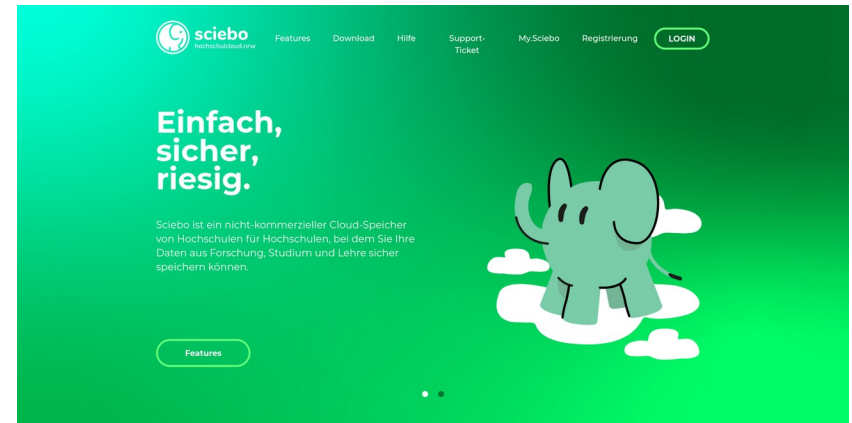 sciebo
hochschulcloud.nrw
Features
Download
Hilfe
Support-
Ticket
My.Sciebo
Registrierung
LOGIN
Einfach,
sicher,
riesig.
Sciebo ist ein nicht-kommerzieller Cloud-Speicher
von Hochschulen für Hochschulen, bei dem Sie Ihre
Daten aus Forschung, Studium und Lehre sicher
speichern können.
Features